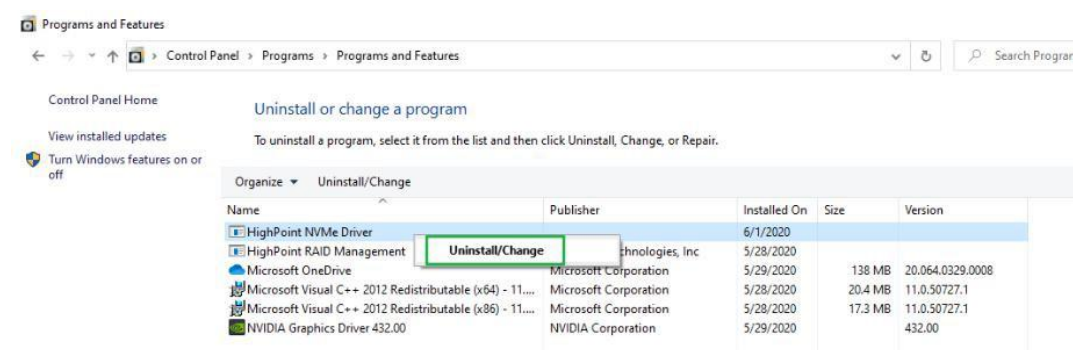 Programs and Features
Control Panel > Programs > Programs and Features
Search Progra
Control Panel Home
View installed updates
Turn Windows features on or
off
Uninstall or change a program
To uninstall a program, select it from the list and then click Uninstall, Change, or Repair.
Organize Uninstall/Change
Name Publisher Installed On Size Version
HighPoint NVMe Driver 6/1/2020
HighPoint RAID Management chnologies, Inc 5/28/2020
Uninstall/Change
Microsoft OneDrive Microsoft Corporation 5/29/2020 138 MB 20.064.0329.0008
Microsoft Visual C++ 2012 Redistributable (x64) - 11.... Microsoft Corporation 5/28/2020 20.4 MB 11.0.50727.1
Microsoft Visual C++ 2012 Redistributable (x86) - 11.... Microsoft Corporation 5/28/2020 17.3 MB 11.0.50727.1
NVIDIA Graphics Driver 432.00 NVIDIA Corporation 5/29/2020 432.00